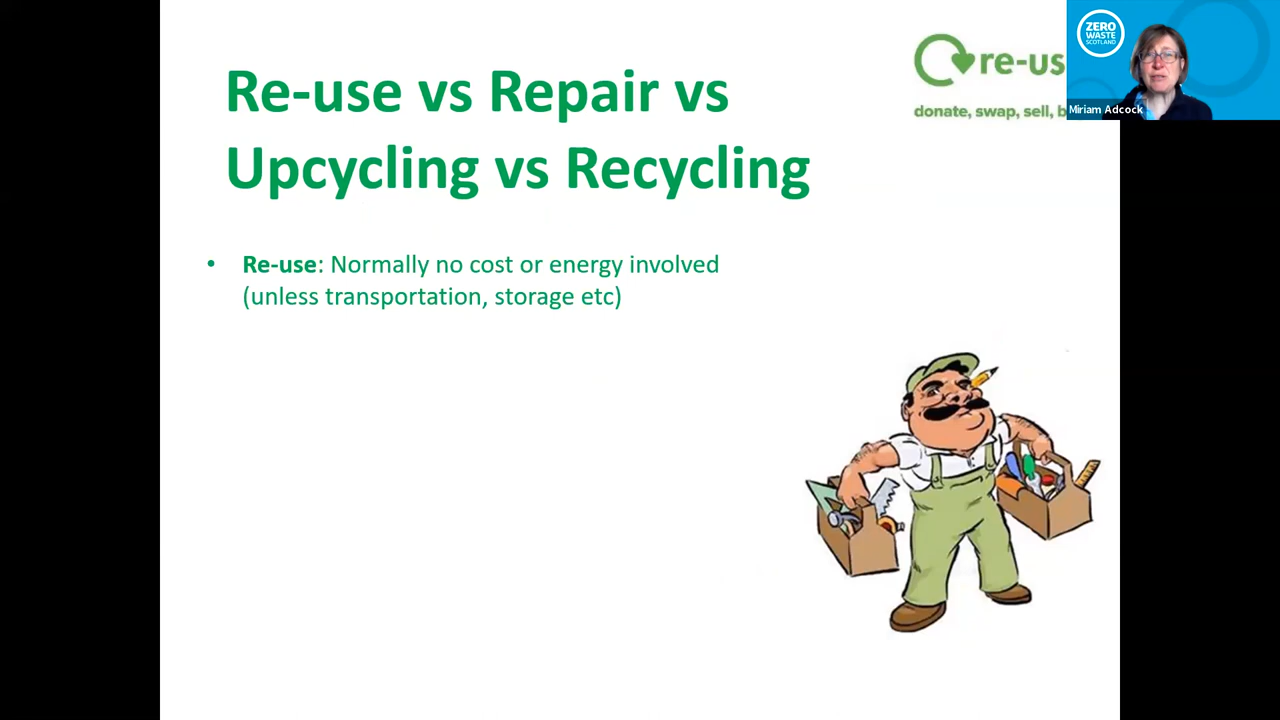 Re-use vs Repair vs
Upcycling vs Recycling
• Re-use: Normally no cost or energy involved
(unless transportation, storage etc)
re-us
donate, swap, sell, b
ZERO
WASTE
SCOTLAND
Miriam Adcock